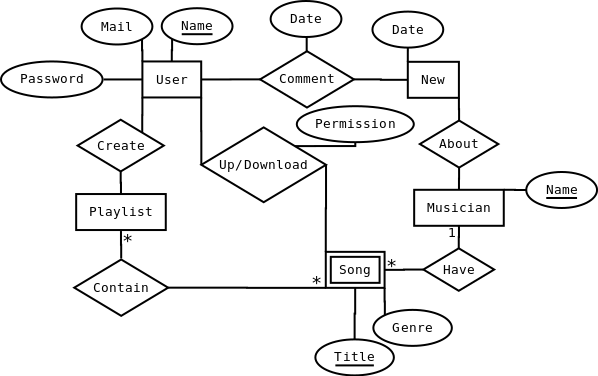 Date
Mail
Name
Date
Password
User
Comment
New
Permission
Create
About
Up/Download
Playlist
Musician
Name
*
1
*
Song
Have
*
Contain
Genre
Title